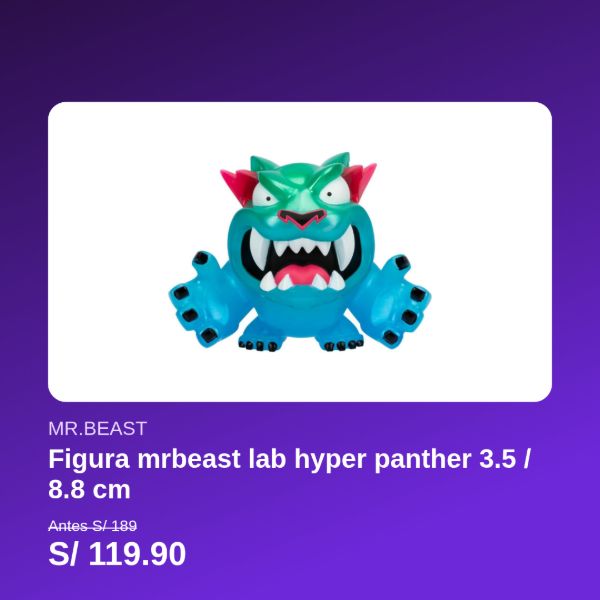 MR.BEAST
Figura mrbeast lab hyper panther 3.5 /
8.8 cm
Antes S/ 189
S/ 119.90